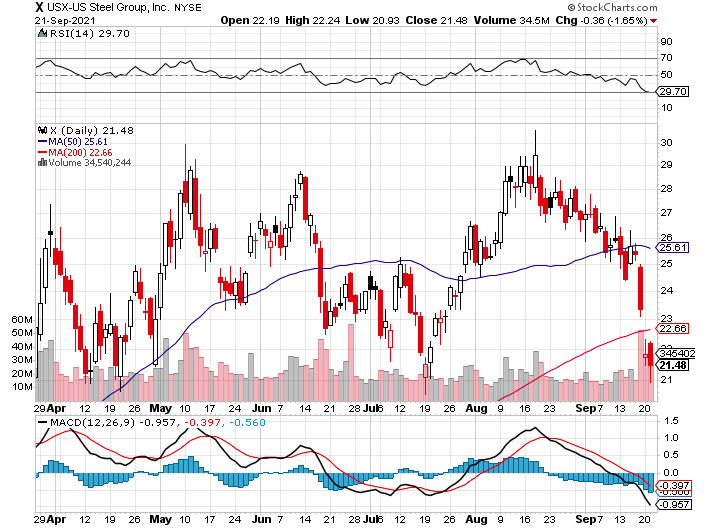 X USX-US Steel Group, Inc. NYSE © StockCharts.com
21-Sep-2021 Open 22.19 High 22.24 Low 20.93 Close 21.48 Volume 34.5M Chg -0.36 (-1.65%)
RSI(14) 29.70
90
70
50
29.70
10
X (Daily) 21.48
MA(50) 25.61
MA(200) 22.66
Volume 34,540,244
30
29
28
27
26
25.61
25
23
22.66
22
345402
21.48
21
60M
50M
40M
30M
20M
10M
29 Apr 12 19 26 May 10 17 24 Jun 7 14 21 28 Jul 6 12 19 26 Aug 9 16 23 Sep 7 13 20
MACD(12,26,9) -0.957, -0.397, -0.560
1.5
1.0
0.5
0.0
-0.397
-0.957
29 Apr 12 19 26 May 10 17 24 Jun 7 14 21 28 Jul 6 12 19 26 Aug 9 16 23 Sep 7 13 20